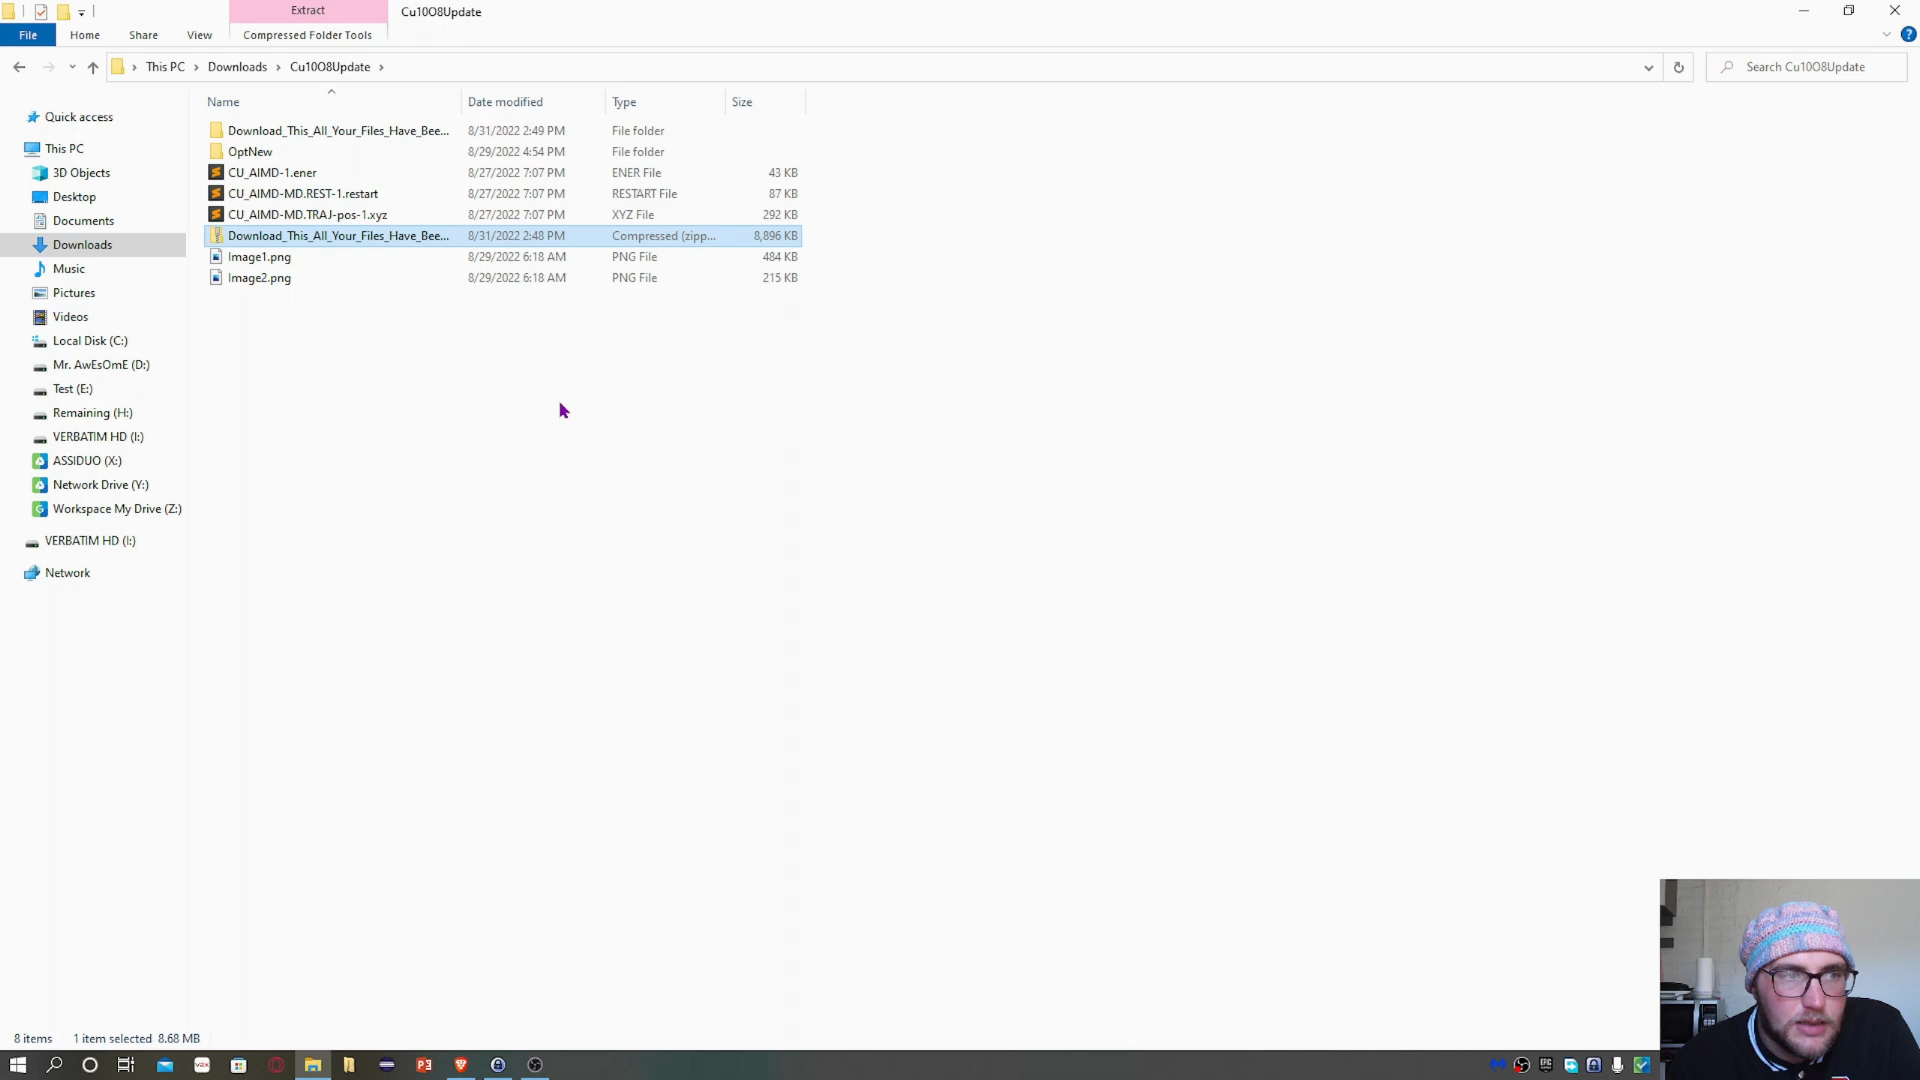 Extract
Cu10O8Update
File
Home
Share
View
Compressed Folder Tools
This PC
Downloads
Cu10O8Update
Search Cu10O8Update
Name
Date modified
Type
Size
Download_This_All_Your_Files_Have_Bee... 8/31/2022 2:49 PM File folder
OptNew 8/29/2022 4:54 PM File folder
CU_AIMD-1.ener 8/27/2022 7:07 PM ENER File 43 KB
CU_AIMD-MD.REST-1.restart 8/27/2022 7:07 PM RESTART File 87 KB
CU_AIMD-MD.TRAJ-pos-1.xyz 8/27/2022 7:07 PM XYZ File 292 KB
Download_This_All_Your_Files_Have_Bee... 8/31/2022 2:48 PM Compressed (zipp... 8,896 KB
Image1.png 8/29/2022 6:18 AM PNG File 484 KB
Image2.png 8/29/2022 6:18 AM PNG File 215 KB
Quick access
This PC
3D Objects
Desktop
Documents
Downloads
Music
Pictures
Videos
Local Disk (C:)
Mr. AwEsOmE (D:)
Test (E:)
Remaining (H:)
VERBATIM HD (I:)
ASSIDUO (X:)
Network Drive (Y:)
Workspace My Drive (Z:)
VERBATIM HD (I:)
Network
8 items 1 item selected 8.68 MB